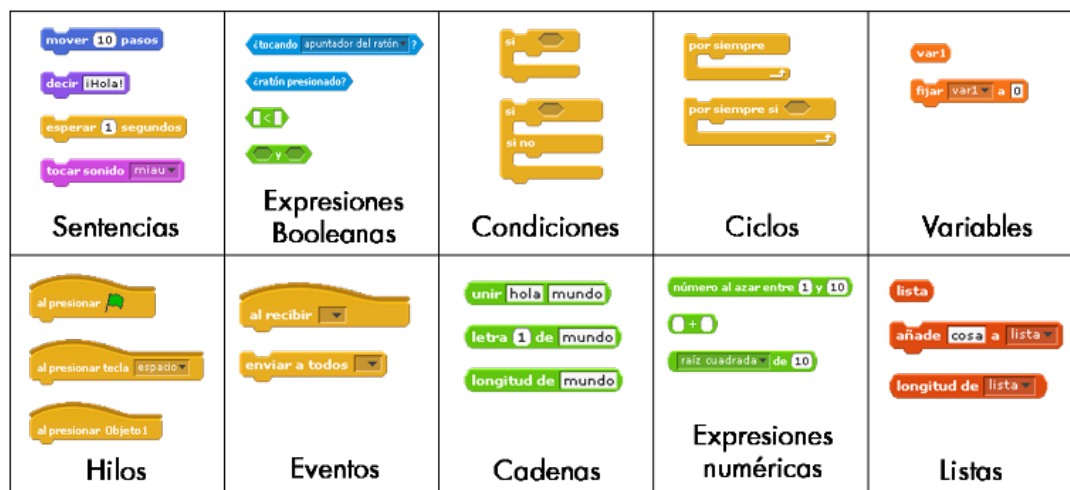 mover 10 pasos
decir ¡Hola!
esperar 1 segundos
tocar sonido miau
Sentencias
¿tocando apuntador del ratón ?
¿ratón presionado?
<
y
Expresiones
Booleanas
si
si
si no
Condiciones
por siempre
por siempre si
Ciclos
var1
fijar var1 a 0
Variables
al presionar
al presionar tecla espacio
al presionar Objeto1
Hilos
al recibir
enviar a todos
Eventos
unir hola mundo
letra 1 de mundo
longitud de mundo
Cadenas
número al azar entre 1 y 10
+
raíz cuadrada de 10
Expresiones
numéricas
lista
añade cosa a lista
longitud de lista
Listas